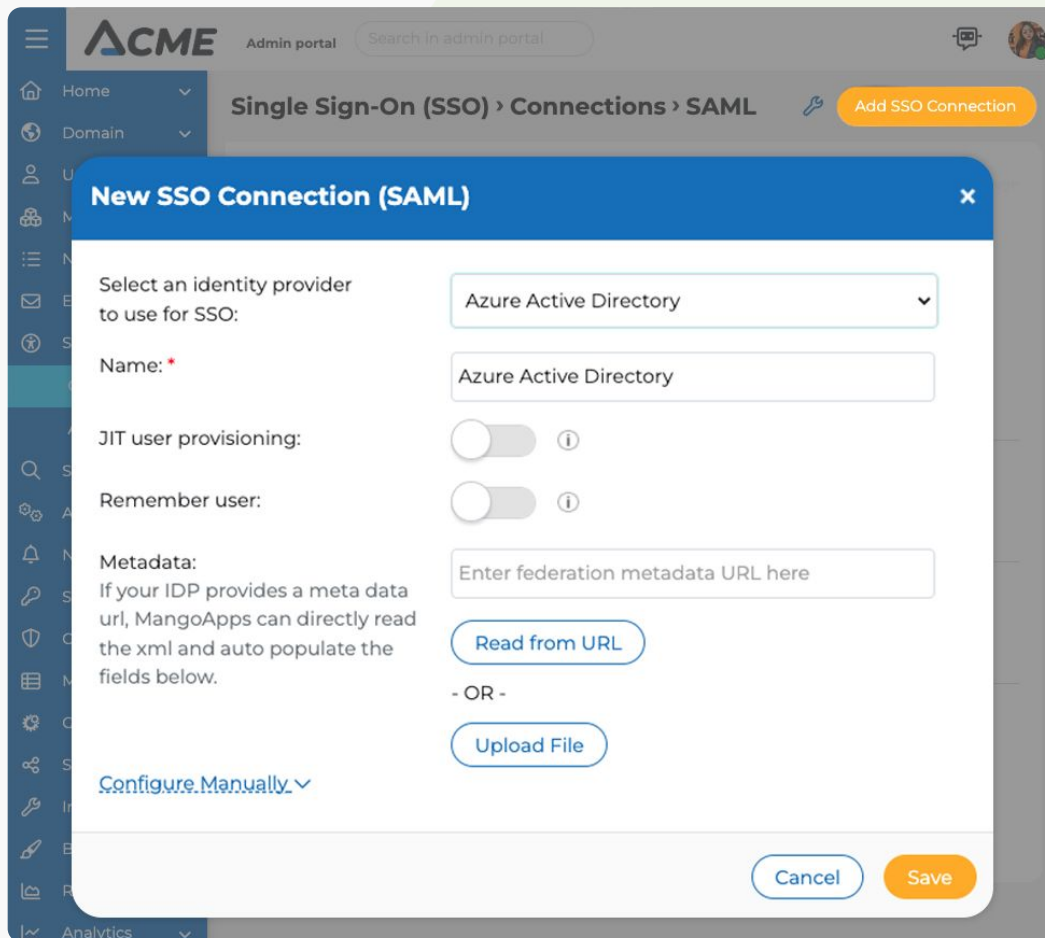 ACME
Admin portal
Search in admin portal
Home
Domain
Single Sign-On (SSO) › Connections › SAML
Add SSO Connection
New SSO Connection (SAML)
×
Select an identity provider
to use for SSO:
Azure Active Directory
Name: *
Azure Active Directory
JIT user provisioning:
Remember user:
Metadata:
If your IDP provides a meta data
url, MangoApps can directly read
the xml and auto populate the
fields below.
Enter federation metadata URL here
Read from URL
- OR -
Upload File
Configure Manually
Cancel
Save
Analytics